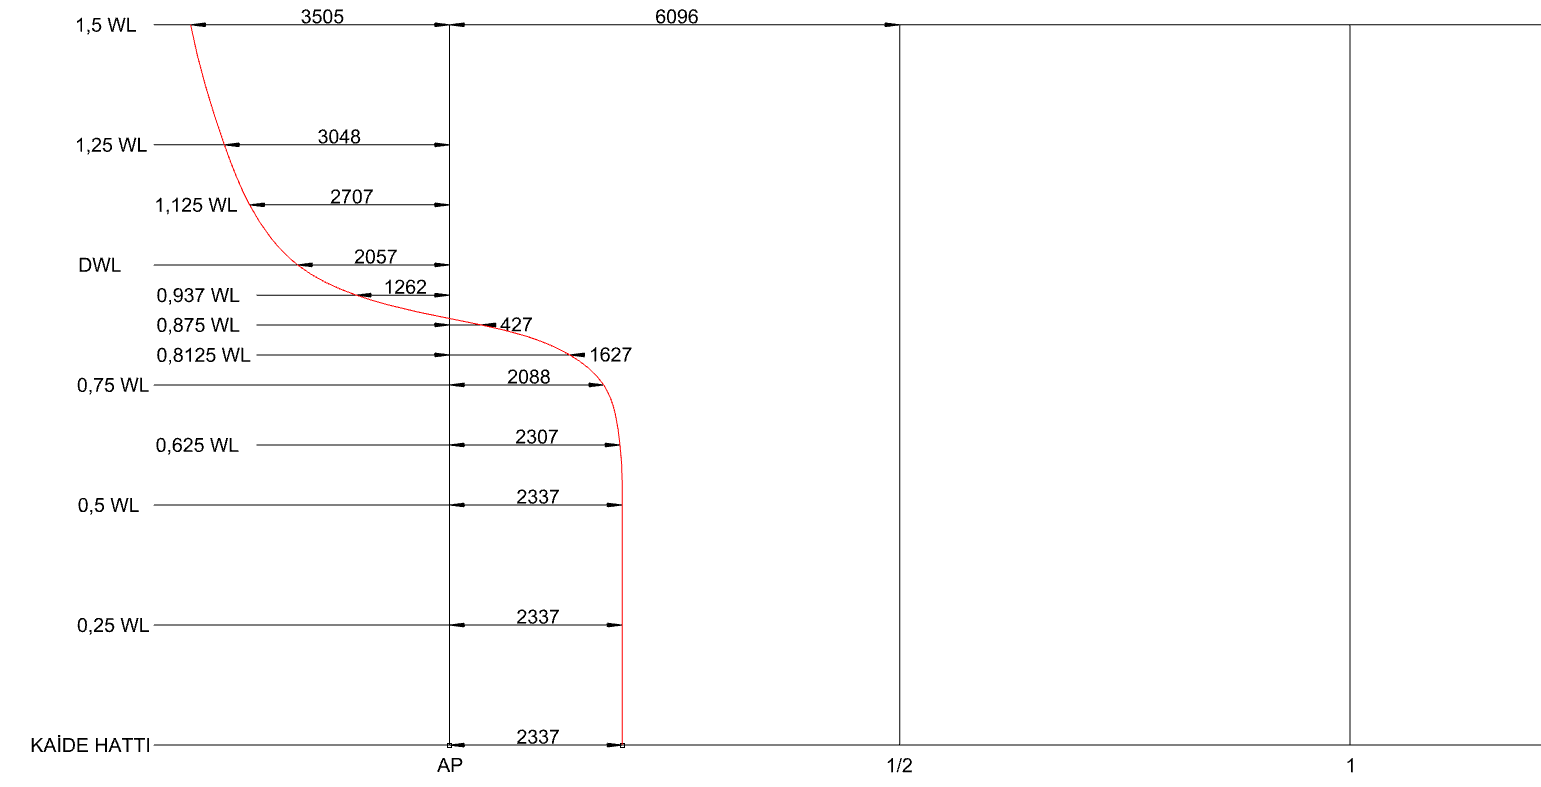 3505 6096
1,5 WL
3048
1,25 WL
2707
1,125 WL
2057
DWL
1262
0,937 WL
0,875 WL 427
0,8125 WL 1627
2088
0,75 WL
2307
0,625 WL
2337
0,5 WL
2337
0,25 WL
2337
KAİDE HATTI
AP 1/2 1